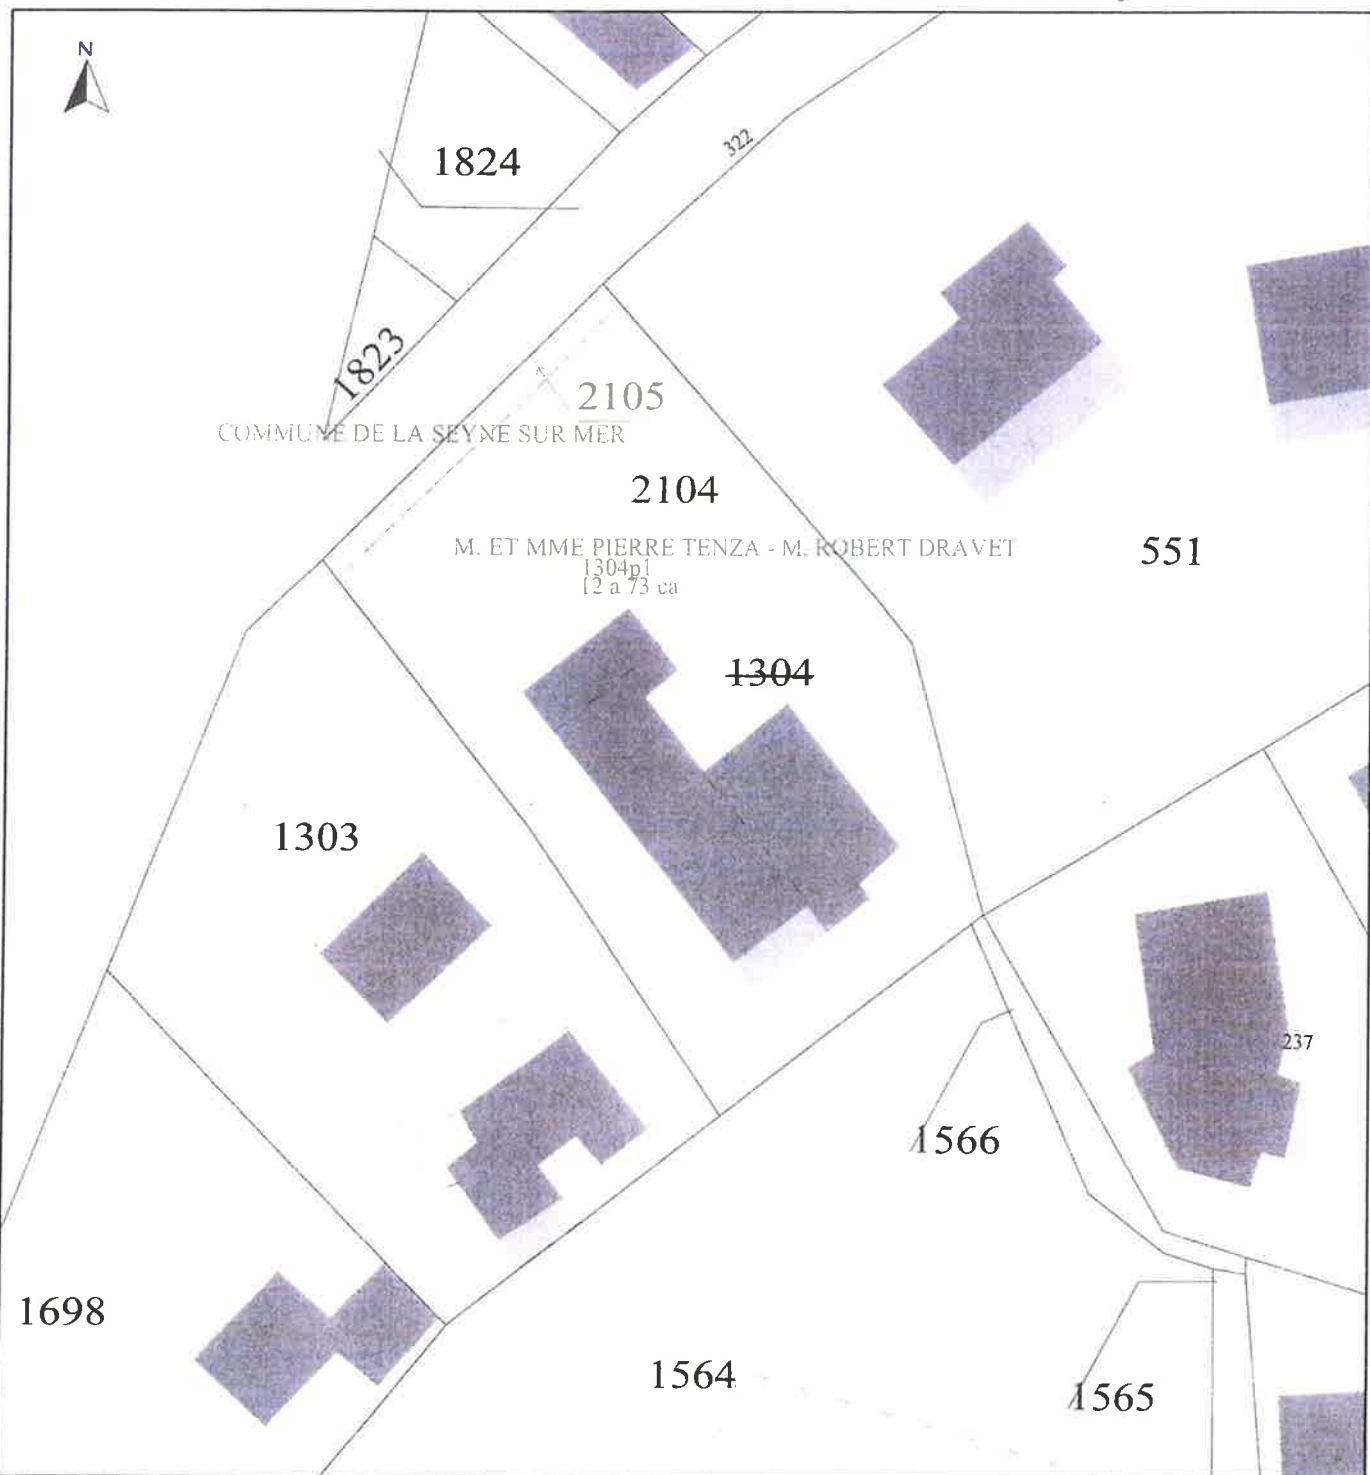 N
1824
322
1823
2105
COMMUNE DE LA SEYNE SUR MER
2104
M. ET MME PIERRE TENZA - M. ROBERT DRAVET
1304p1
12 a 73 ca
551
1304
1303
237
1566
1698
1564
1565